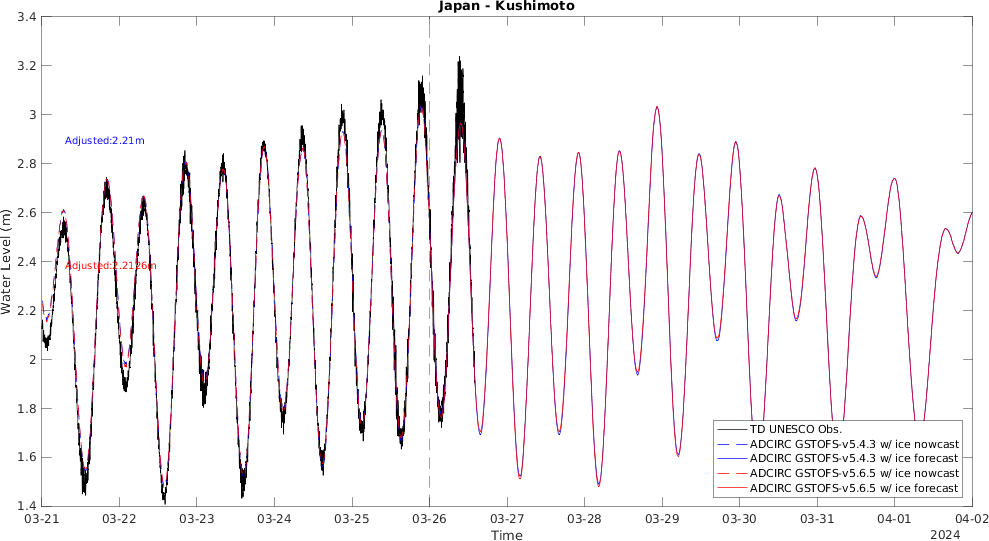 Japan - Kushimoto
3.4
3.2
3
2.8
2.6
2.4
2.2
2
1.8
1.6
1.4
Water Level (m)
Adjusted:2.21m
Adjusted:2.2126m
TD UNESCO Obs.
ADCIRC GSTOFS-v5.4.3 w/ ice nowcast
ADCIRC GSTOFS-v5.4.3 w/ ice forecast
ADCIRC GSTOFS-v5.6.5 w/ ice nowcast
ADCIRC GSTOFS-v5.6.5 w/ ice forecast
03-21 03-22 03-23 03-24 03-25 03-26 03-27 03-28 03-29 03-30 03-31 04-01 04-02
Time
2024